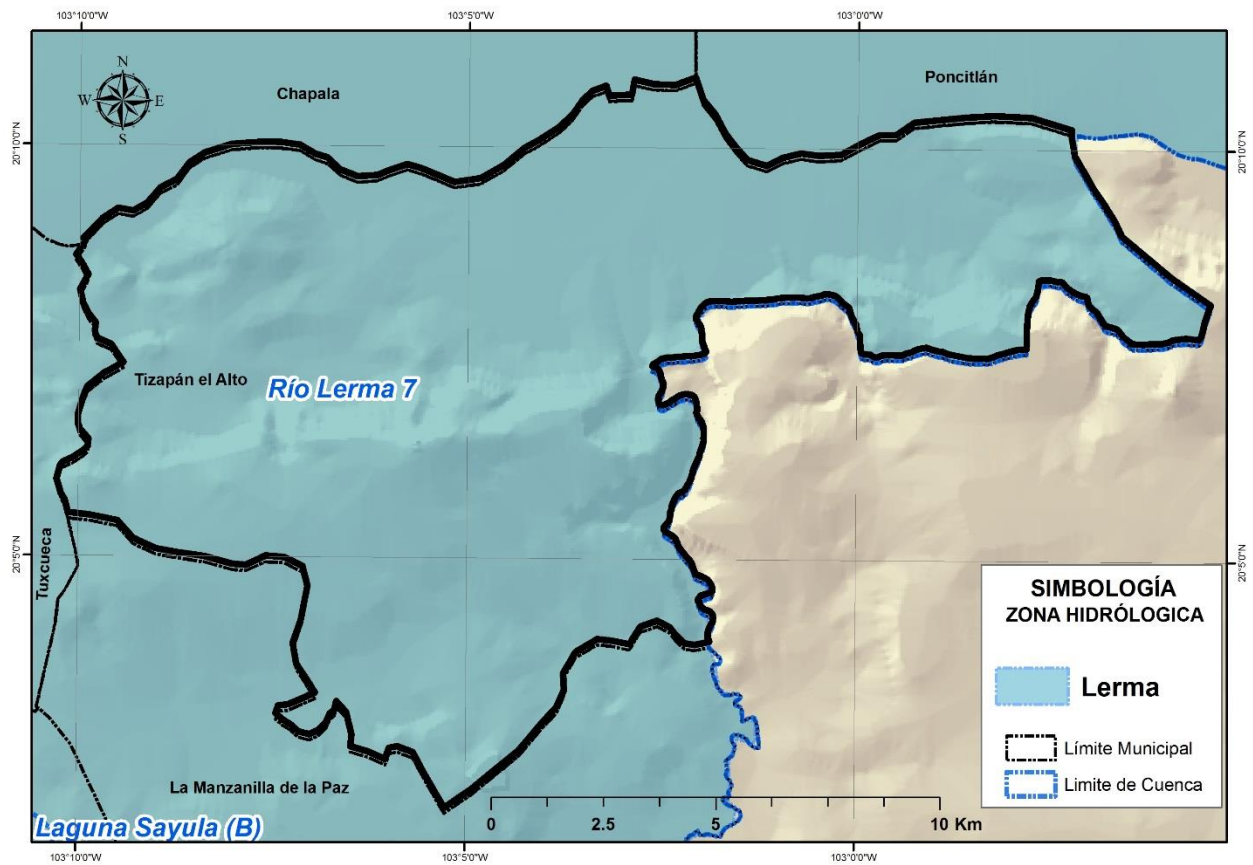 103°10'0"W 103°5'0"W 103°0'0"W
N
W E
S
Chapala
Poncitlán
20°10'0"N
20°10'0"N
Tizapán el Alto
Río Lerma 7
Tuxcueca
20°5'0"N
20°5'0"N
SIMBOLOGÍA
ZONA HIDRÓLOGICA
Lerma
Límite Municipal
Limite de Cuenca
La Manzanilla de la Paz
0 2.5 5 10 Km
Laguna Sayula (B)
103°10'0"W 103°5'0"W 103°0'0"W